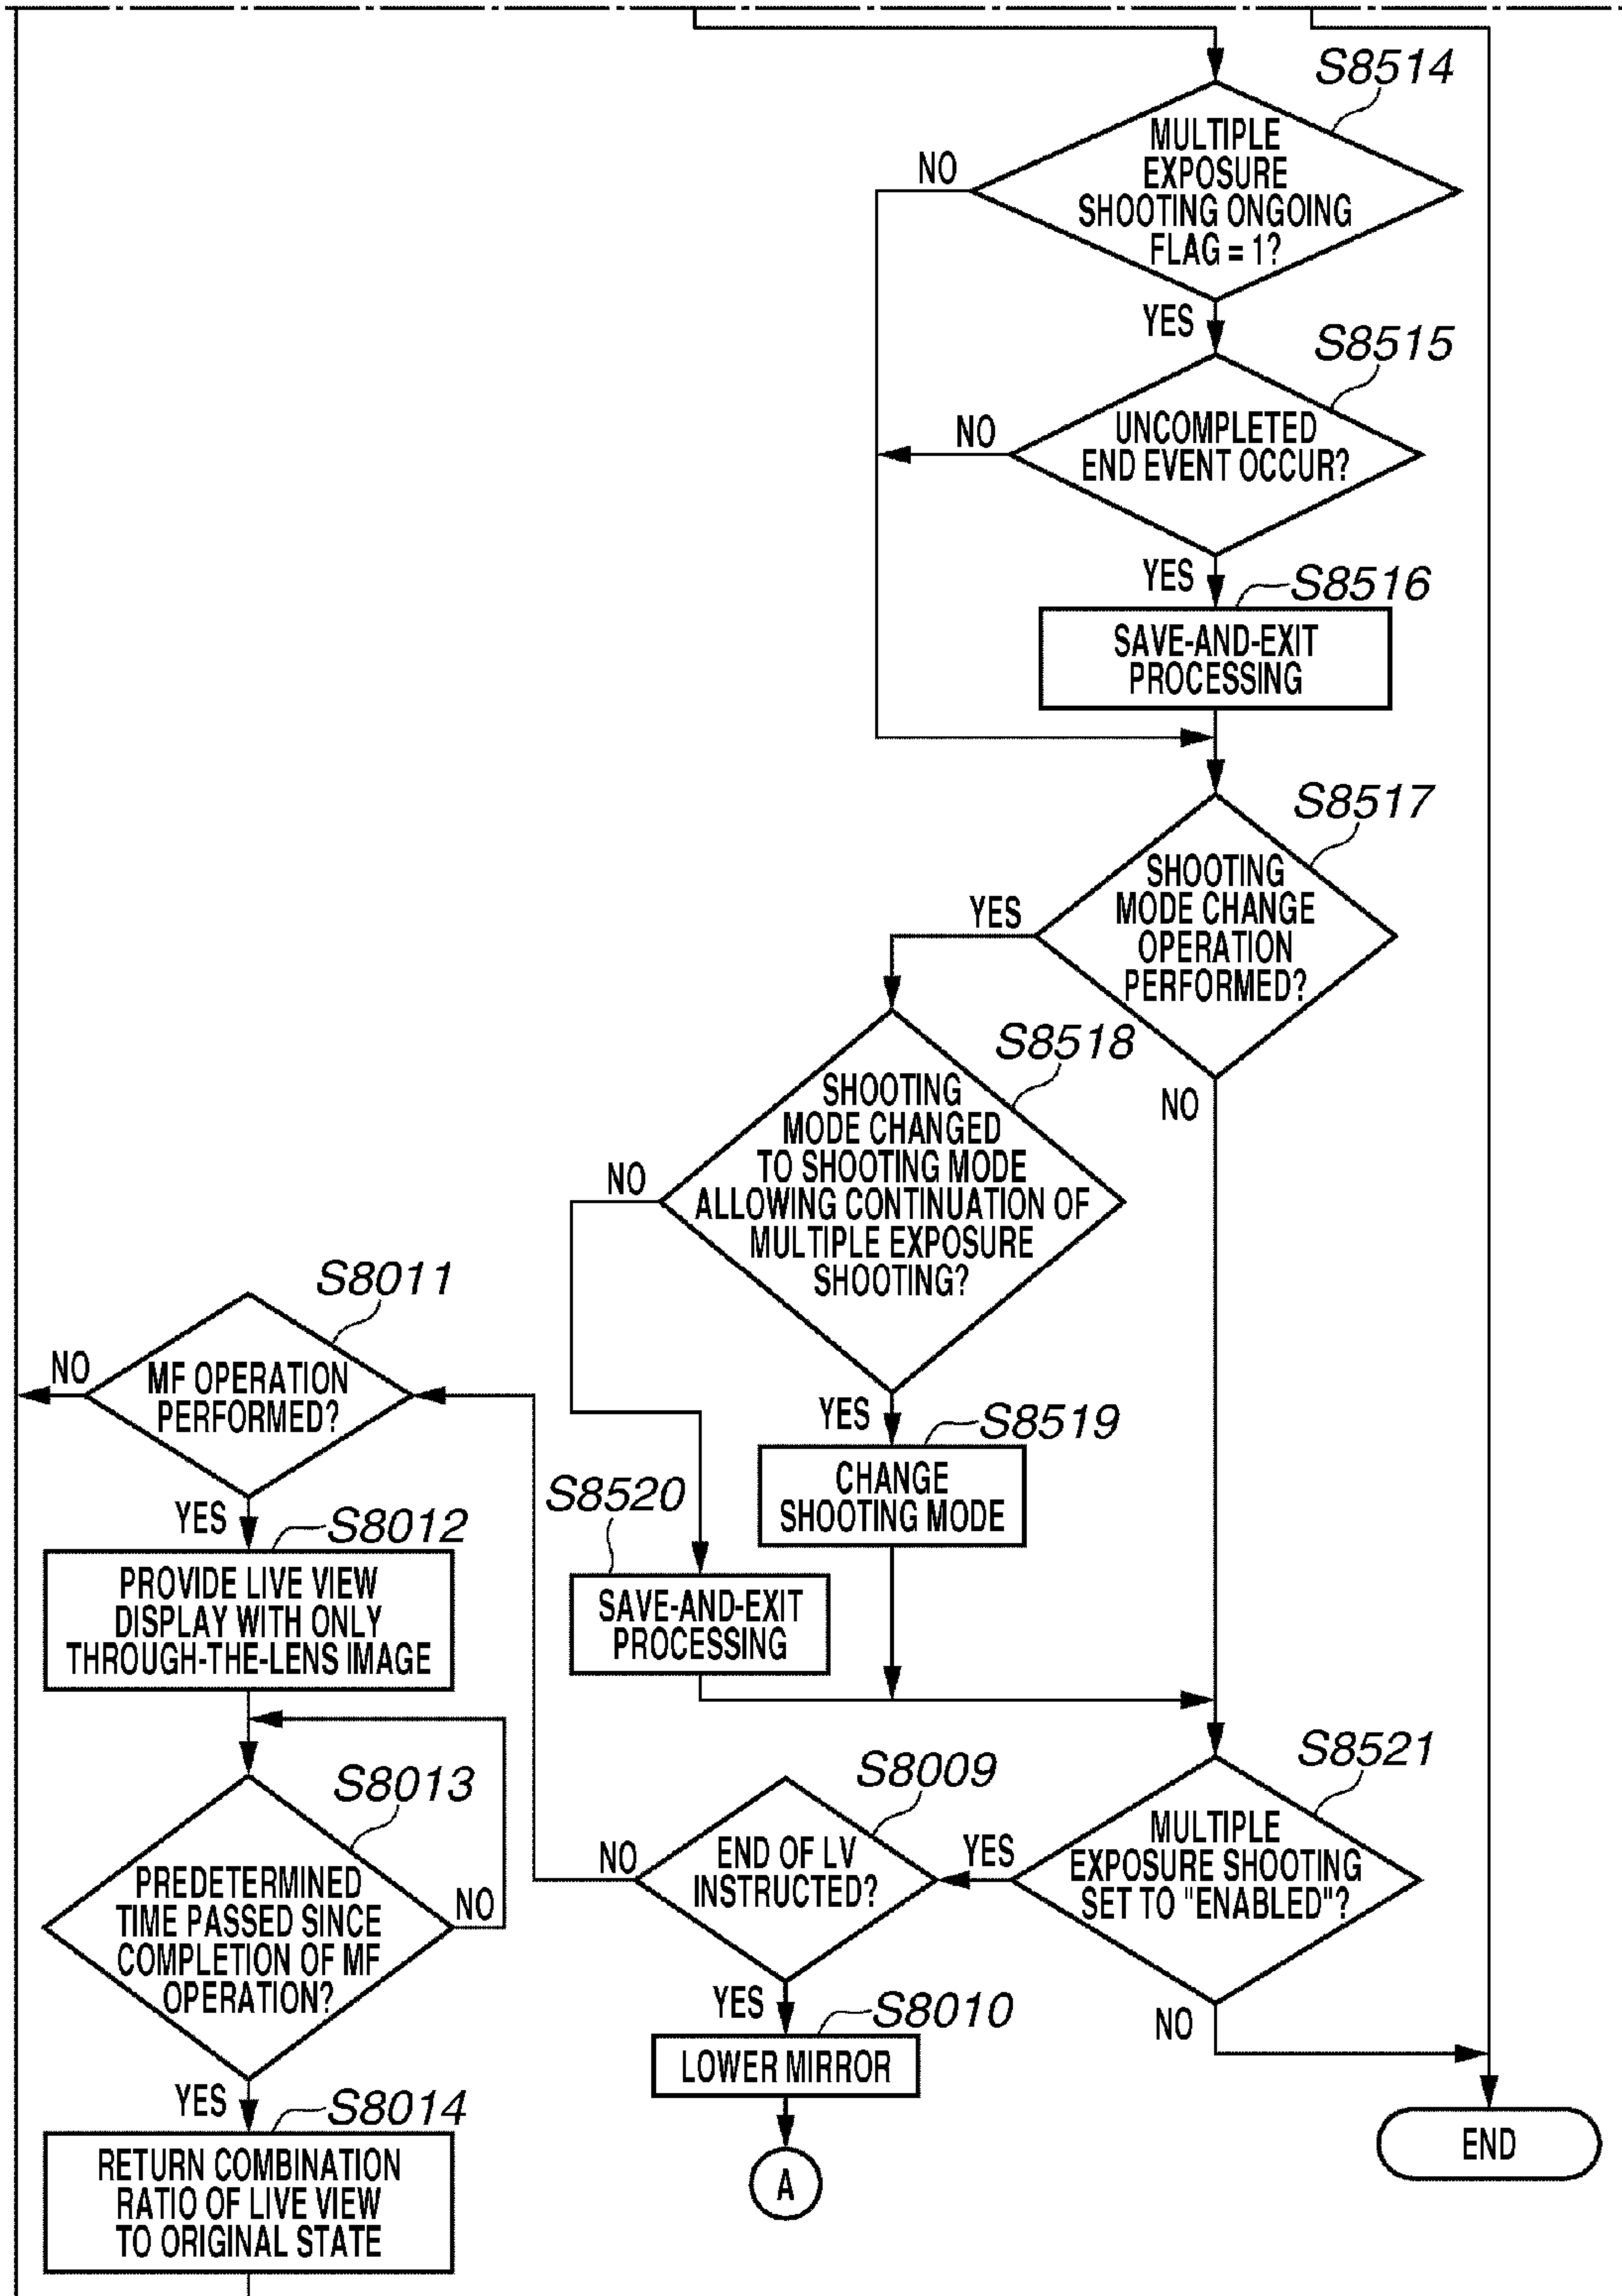 S8514
MULTIPLE
EXPOSURE
SHOOTING ONGOING
FLAG = 1?
NO
YES
S8515
UNCOMPLETED
END EVENT OCCUR?
NO
YES
S8516
SAVE-AND-EXIT
PROCESSING
S8517
SHOOTING
MODE CHANGE
OPERATION
PERFORMED?
YES
NO
S8518
SHOOTING
MODE CHANGED
TO SHOOTING MODE
ALLOWING CONTINUATION OF
MULTIPLE EXPOSURE
SHOOTING?
NO
YES
S8519
CHANGE
SHOOTING MODE
S8520
SAVE-AND-EXIT
PROCESSING
S8521
MULTIPLE
EXPOSURE SHOOTING
SET TO "ENABLED"?
YES
NO
END
S8009
END OF LV
INSTRUCTED?
NO
YES
S8010
LOWER MIRROR
A
S8011
MF OPERATION
PERFORMED?
NO
YES
S8012
PROVIDE LIVE VIEW
DISPLAY WITH ONLY
THROUGH-THE-LENS IMAGE
S8013
PREDETERMINED
TIME PASSED SINCE
COMPLETION OF MF
OPERATION?
NO
YES
S8014
RETURN COMBINATION
RATIO OF LIVE VIEW
TO ORIGINAL STATE